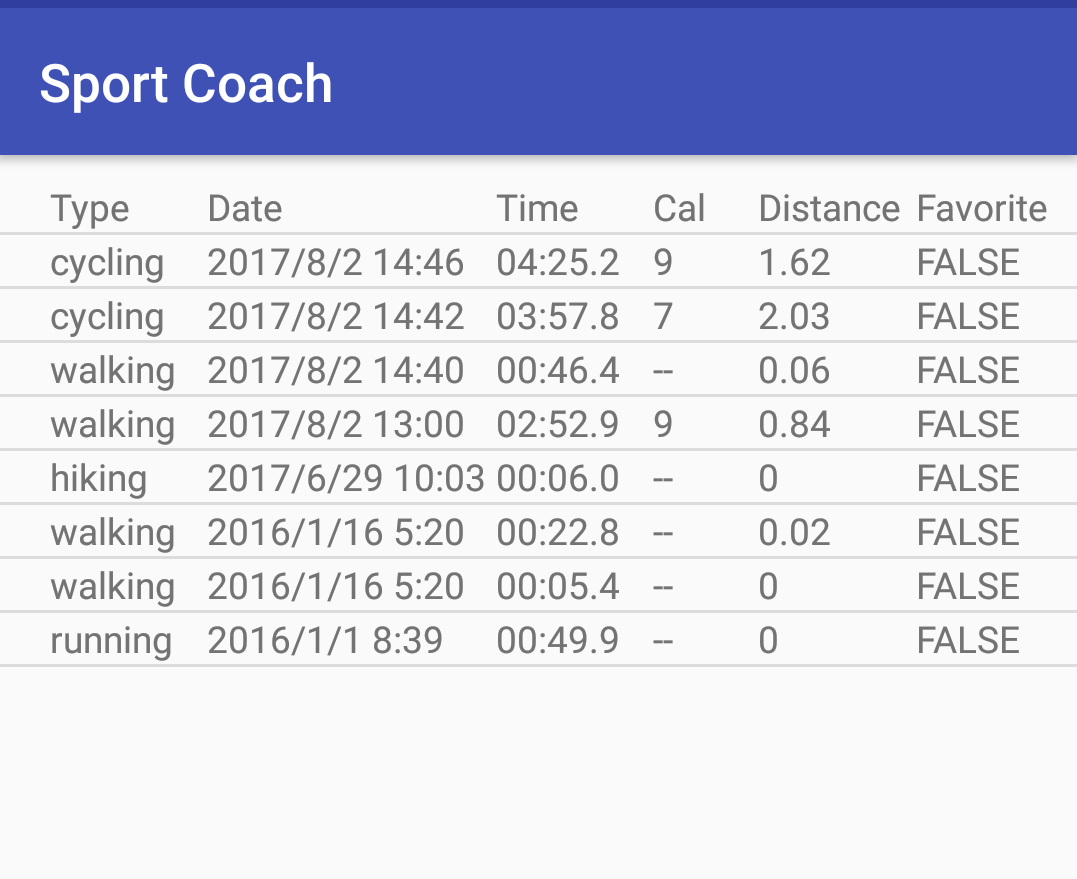 Sport Coach
Type Date Time Cal Distance Favorite
cycling 2017/8/2 14:46 04:25.2 9 1.62 FALSE
cycling 2017/8/2 14:42 03:57.8 7 2.03 FALSE
walking 2017/8/2 14:40 00:46.4 -- 0.06 FALSE
walking 2017/8/2 13:00 02:52.9 9 0.84 FALSE
hiking 2017/6/29 10:03 00:06.0 -- 0 FALSE
walking 2016/1/16 5:20 00:22.8 -- 0.02 FALSE
walking 2016/1/16 5:20 00:05.4 -- 0 FALSE
running 2016/1/1 8:39 00:49.9 -- 0 FALSE